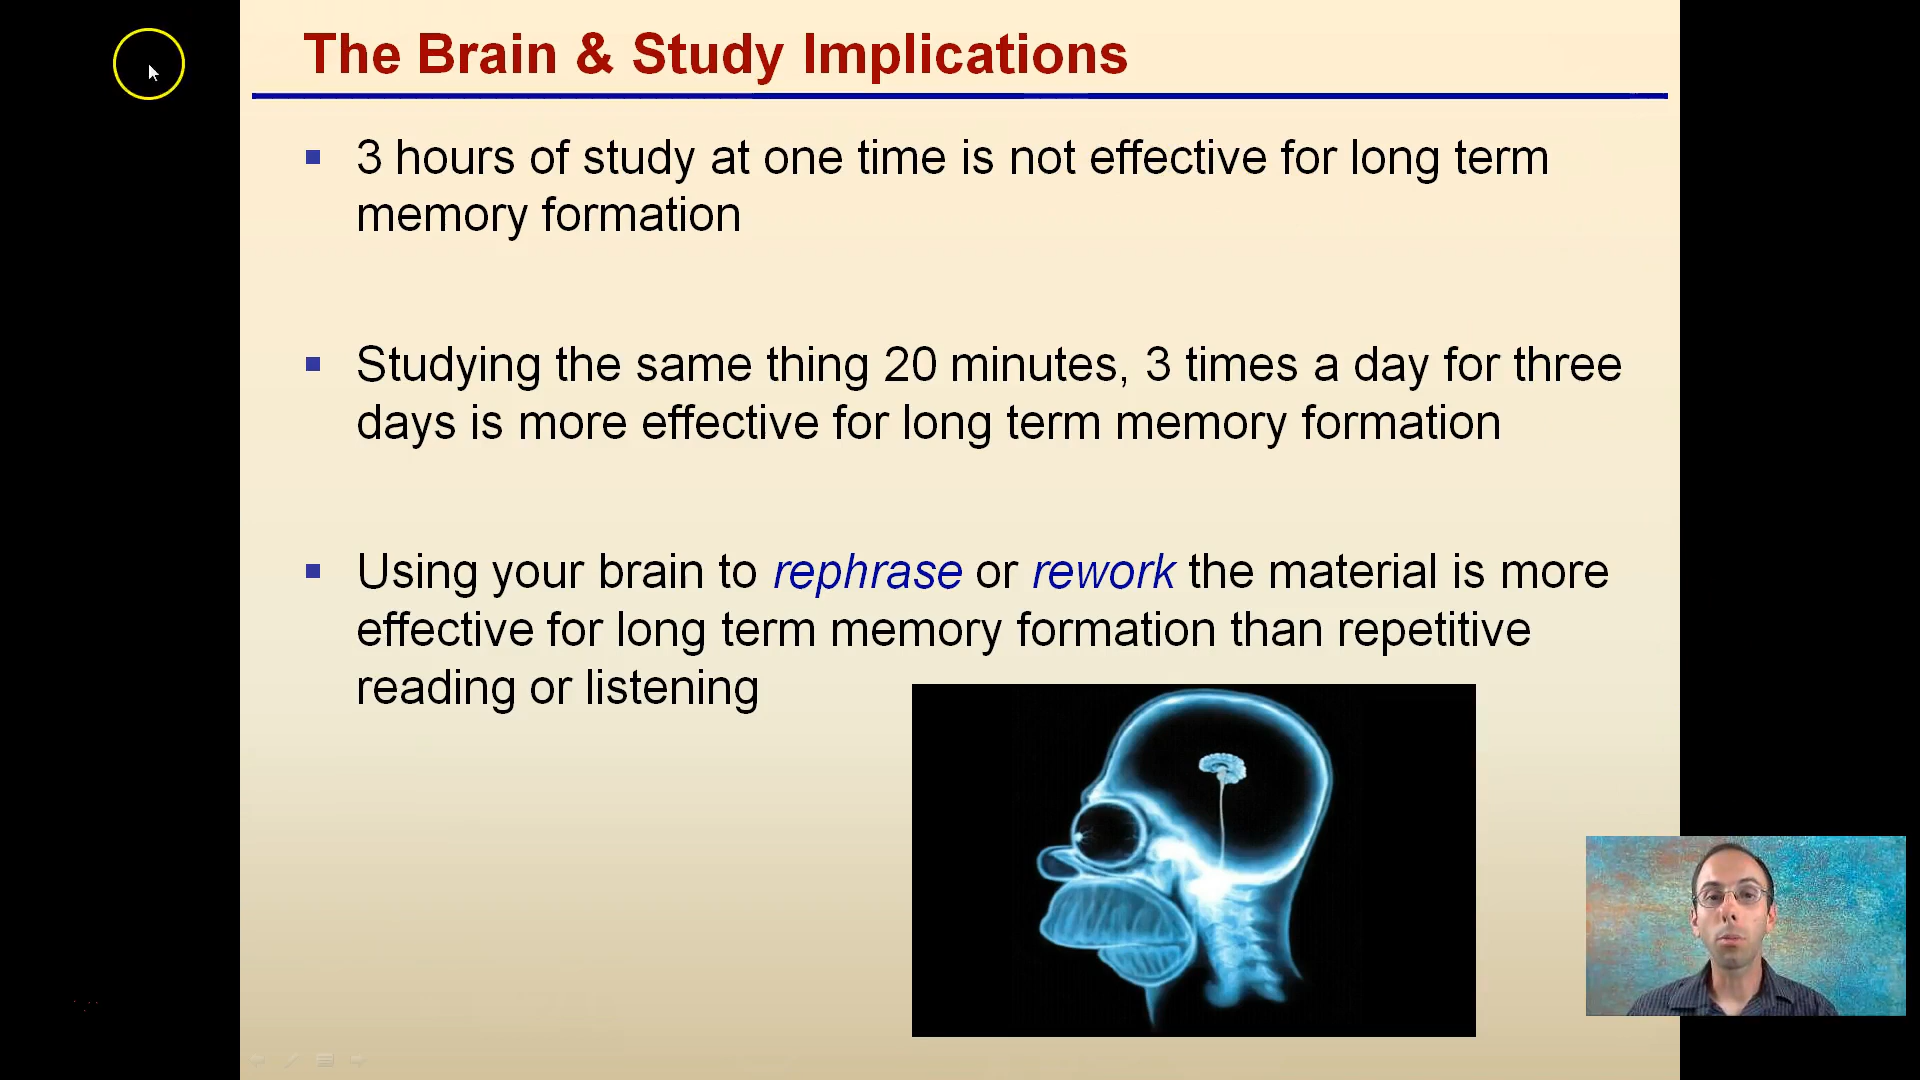 The Brain & Study Implications
3 hours of study at one time is not effective for long term
memory formation
Studying the same thing 20 minutes, 3 times a day for three
days is more effective for long term memory formation
Using your brain to rephrase or rework the material is more
effective for long term memory formation than repetitive
reading or listening